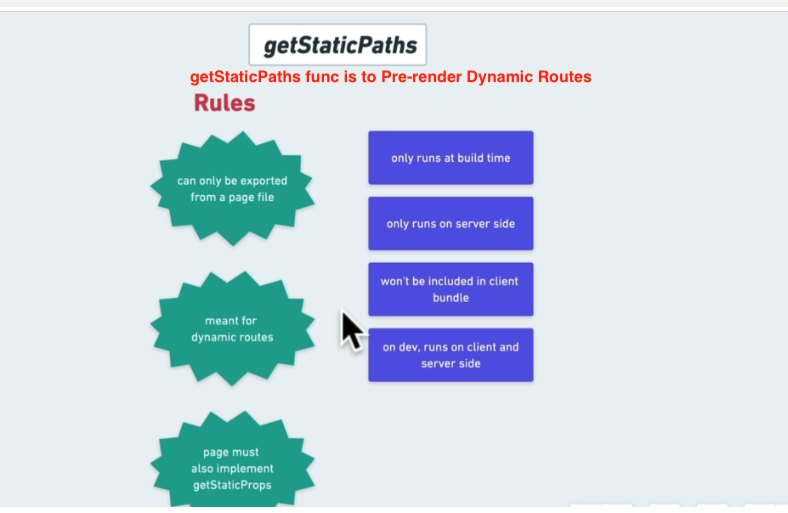 getStaticPaths
getStaticPaths func is to Pre-render Dynamic Routes
Rules
can only be exported
from a page file
meant for
dynamic routes
page must
also implement
getStaticProps
only runs at build time
only runs on server side
won't be included in client
bundle
on dev, runs on client and
server side